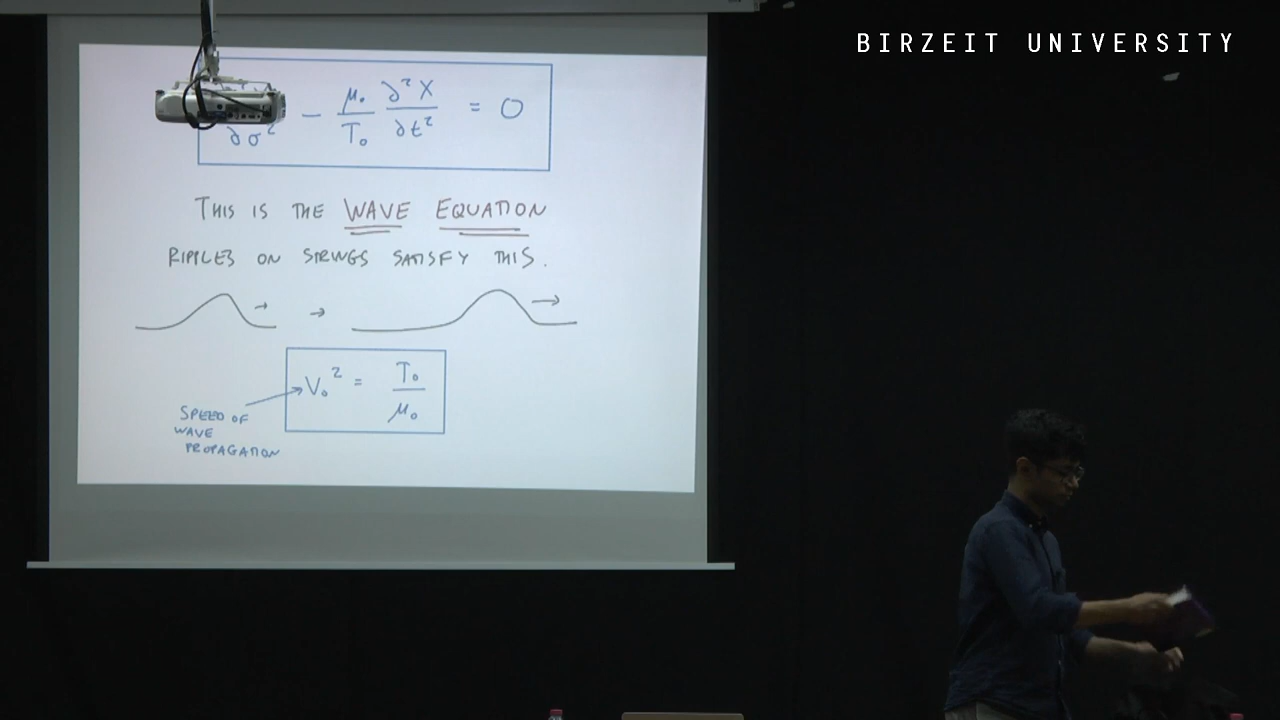 BIRZEIT UNIVERSITY
∂σ² − μ₀/T₀ ∂²X/∂t² = 0
THIS IS THE WAVE EQUATION
RIPPLES ON STRINGS SATISFY THIS.
V₀² = T₀/μ₀
SPEED OF
WAVE
PROPAGATION